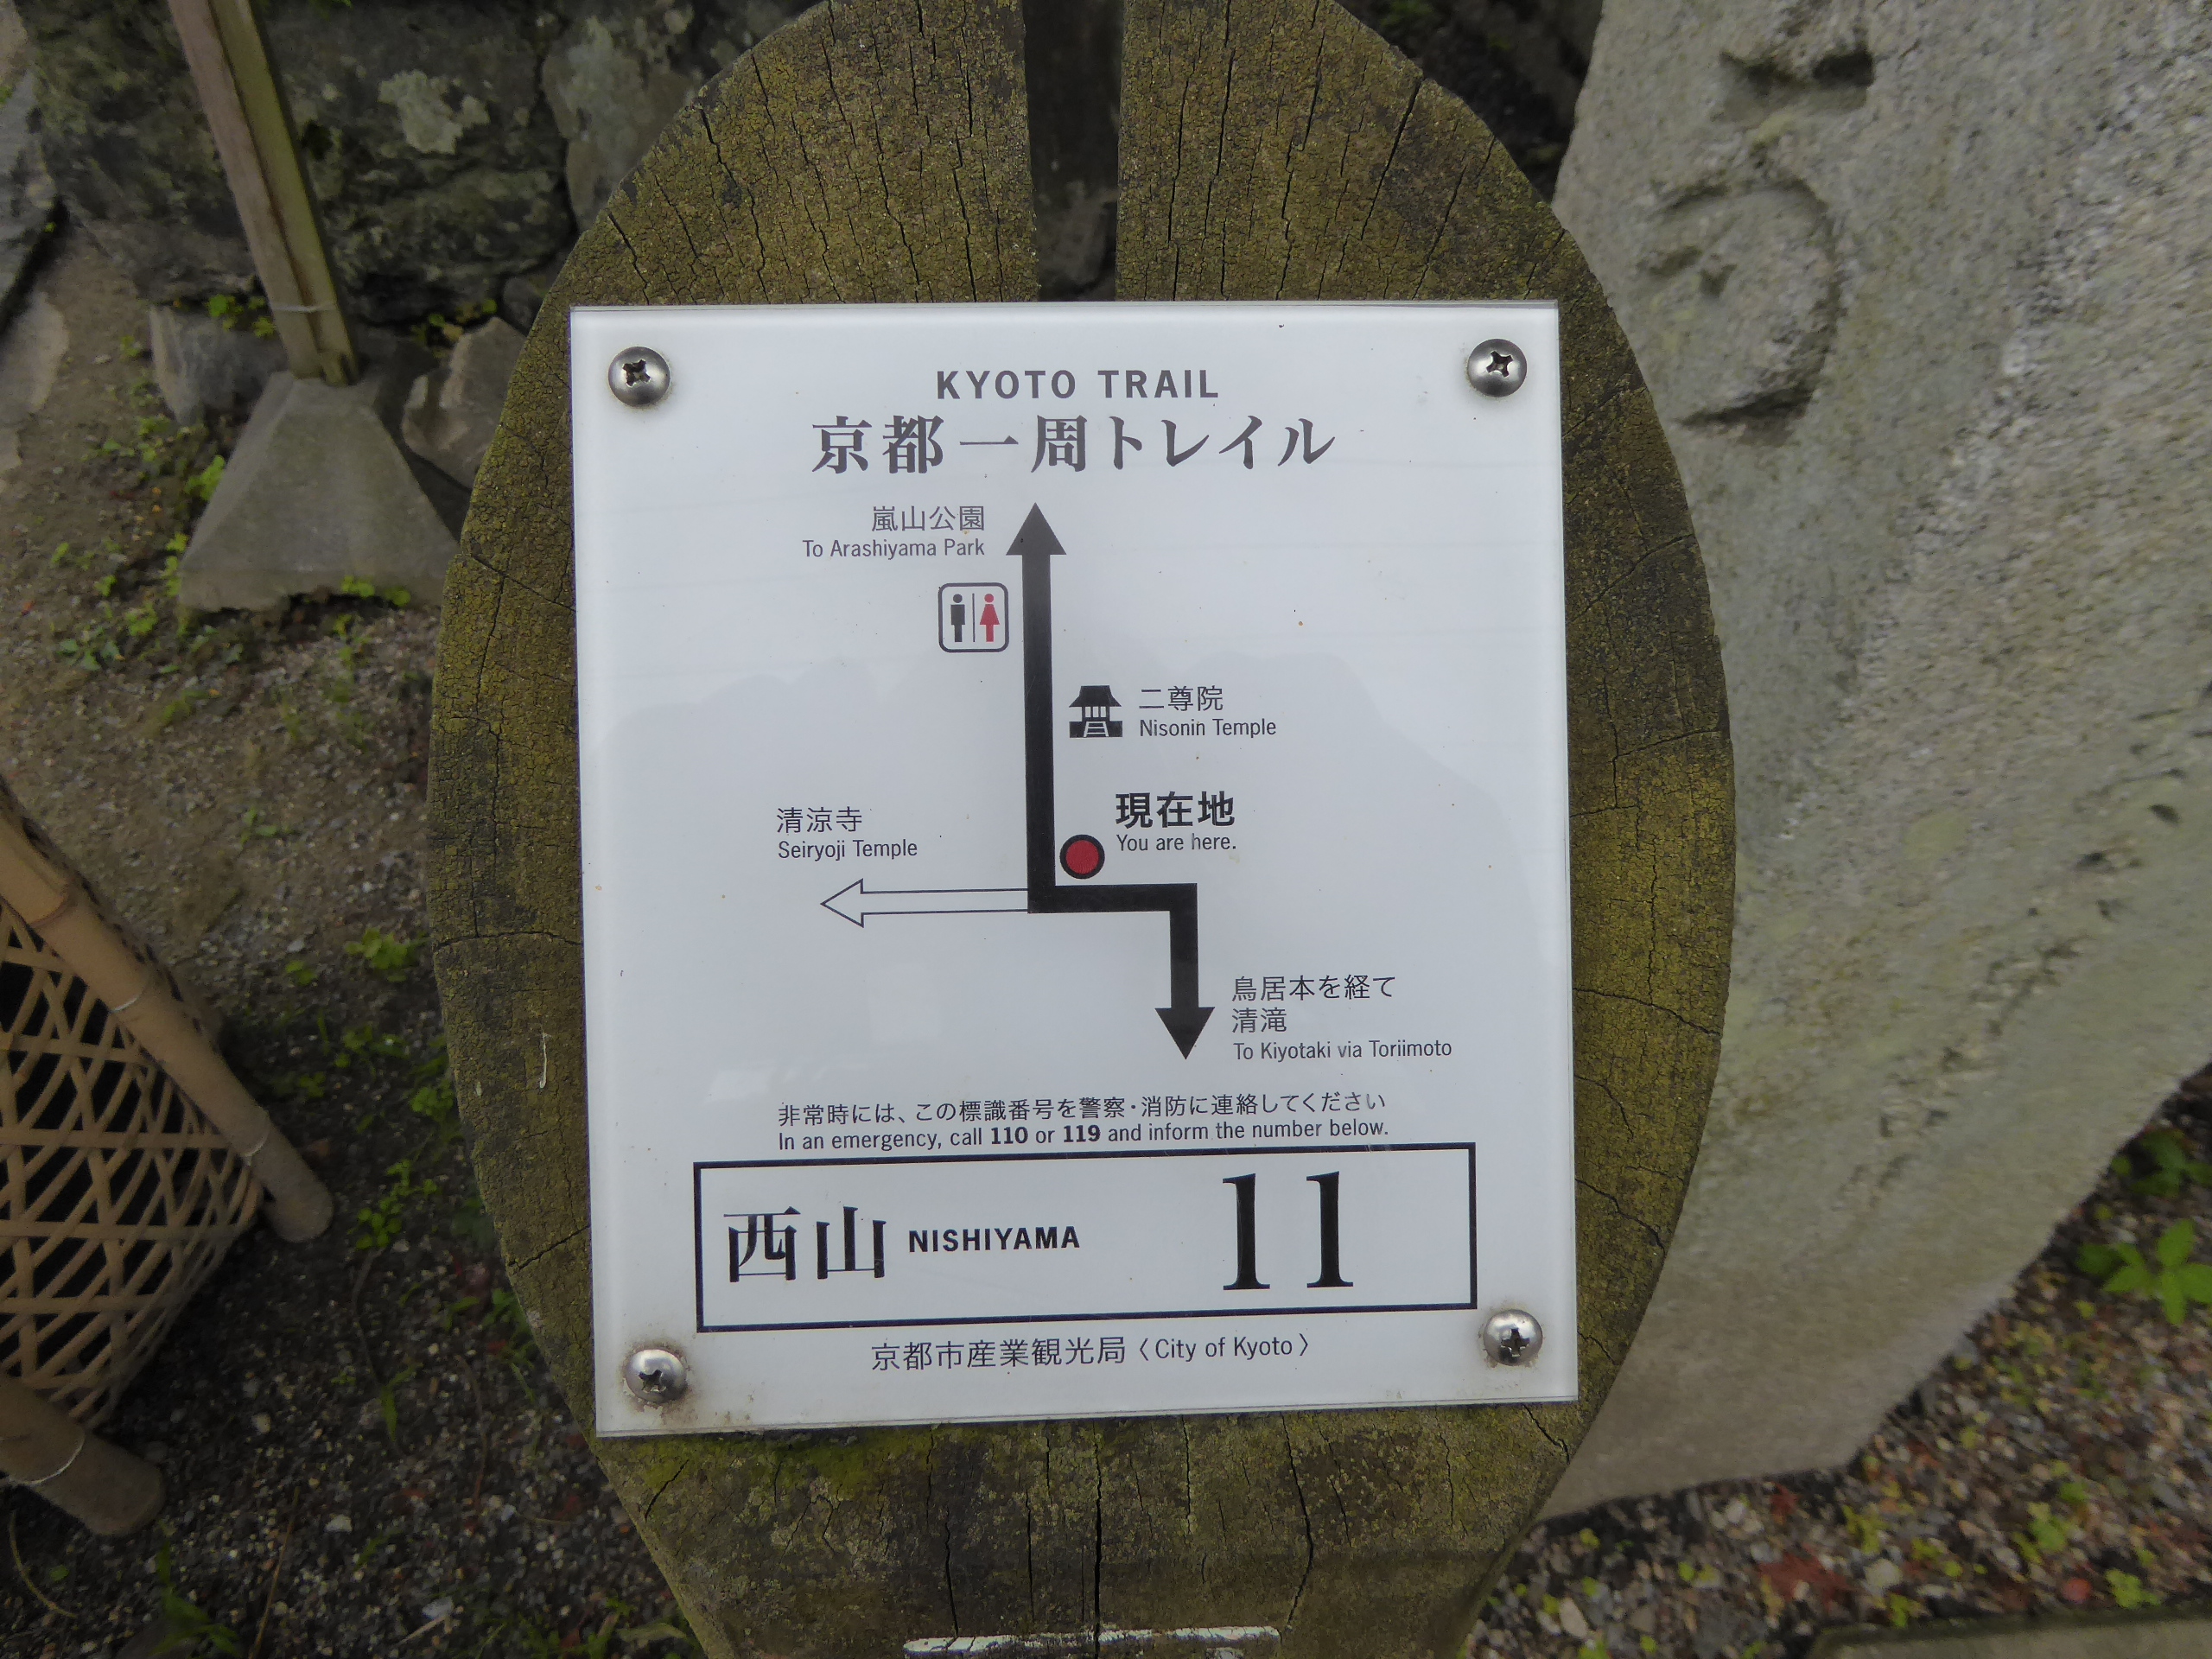 KYOTO TRAIL
京都一周トレイル
嵐山公園
To Arashiyama Park
二尊院
Nisonin Temple
現在地
You are here.
清涼寺
Seiryoji Temple
鳥居本を経て
清滝
To Kiyotaki via Toriimoto
非常時には、この標識番号を警察・消防に連絡してください
In an emergency, call 110 or 119 and inform the number below.
西山 NISHIYAMA 11
京都市産業観光局〈City of Kyoto〉